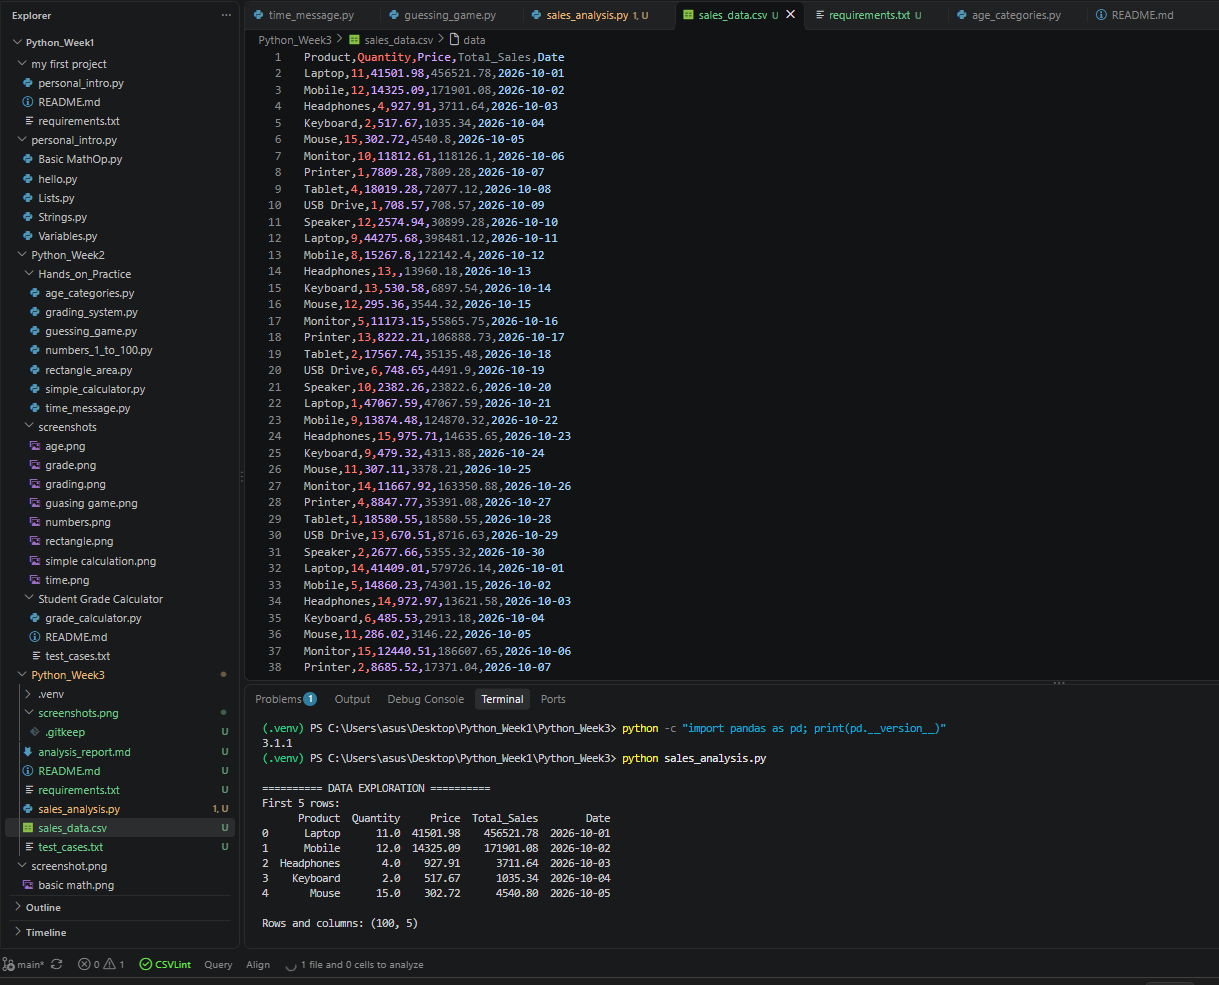 Explorer
Python_Week1
my first project
personal_intro.py
README.md
requirements.txt
personal_intro.py
Basic MathOp.py
hello.py
Lists.py
Strings.py
Variables.py
Python_Week2
Hands_on_Practice
age_categories.py
grading_system.py
guessing_game.py
numbers_1_to_100.py
rectangle_area.py
simple_calculator.py
time_message.py
screenshots
age.png
grade.png
grading.png
guasing game.png
numbers.png
rectangle.png
simple calculation.png
time.png
Student Grade Calculator
grade_calculator.py
README.md
test_cases.txt
Python_Week3
.venv
screenshots.png
.gitkeep U
analysis_report.md U
README.md U
requirements.txt U
sales_analysis.py 1, U
sales_data.csv U
test_cases.txt U
screenshot.png
basic math.png
Outline
Timeline
time_message.py guessing_game.py sales_analysis.py 1, U sales_data.csv U requirements.txt U age_categories.py README.md
Python_Week3 > sales_data.csv > data
1 Product,Quantity,Price,Total_Sales,Date
2 Laptop,11,41501.98,456521.78,2026-10-01
3 Mobile,12,14325.09,171901.08,2026-10-02
4 Headphones,4,927.91,3711.64,2026-10-03
5 Keyboard,2,517.67,1035.34,2026-10-04
6 Mouse,15,302.72,4540.8,2026-10-05
7 Monitor,10,11812.61,118126.1,2026-10-06
8 Printer,1,7809.28,7809.28,2026-10-07
9 Tablet,4,18019.28,72077.12,2026-10-08
10 USB Drive,1,708.57,708.57,2026-10-09
11 Speaker,12,2574.94,30899.28,2026-10-10
12 Laptop,9,44275.68,398481.12,2026-10-11
13 Mobile,8,15267.8,122142.4,2026-10-12
14 Headphones,13,,13960.18,2026-10-13
15 Keyboard,13,530.58,6897.54,2026-10-14
16 Mouse,12,295.36,3544.32,2026-10-15
17 Monitor,5,11173.15,55865.75,2026-10-16
18 Printer,13,8222.21,106888.73,2026-10-17
19 Tablet,2,17567.74,35135.48,2026-10-18
20 USB Drive,6,748.65,4491.9,2026-10-19
21 Speaker,10,2382.26,23822.6,2026-10-20
22 Laptop,1,47067.59,47067.59,2026-10-21
23 Mobile,9,13874.48,124870.32,2026-10-22
24 Headphones,15,975.71,14635.65,2026-10-23
25 Keyboard,9,479.32,4313.88,2026-10-24
26 Mouse,11,307.11,3378.21,2026-10-25
27 Monitor,14,11667.92,163350.88,2026-10-26
28 Printer,4,8847.77,35391.08,2026-10-27
29 Tablet,1,18580.55,18580.55,2026-10-28
30 USB Drive,13,670.51,8716.63,2026-10-29
31 Speaker,2,2677.66,5355.32,2026-10-30
32 Laptop,14,41409.01,579726.14,2026-10-01
33 Mobile,5,14860.23,74301.15,2026-10-02
34 Headphones,14,972.97,13621.58,2026-10-03
35 Keyboard,6,485.53,2913.18,2026-10-04
36 Mouse,11,286.02,3146.22,2026-10-05
37 Monitor,15,12440.51,186607.65,2026-10-06
38 Printer,2,8685.52,17371.04,2026-10-07
Problems 1 Output Debug Console Terminal Ports
(.venv) PS C:\Users\asus\Desktop\Python_Week1\Python_Week3> python -c "import pandas as pd; print(pd.__version__)"
3.1.1
(.venv) PS C:\Users\asus\Desktop\Python_Week1\Python_Week3> python sales_analysis.py
========== DATA EXPLORATION ==========
First 5 rows:
Product Quantity Price Total_Sales Date
0 Laptop 11.0 41501.98 456521.78 2026-10-01
1 Mobile 12.0 14325.09 171901.08 2026-10-02
2 Headphones 4.0 927.91 3711.64 2026-10-03
3 Keyboard 2.0 517.67 1035.34 2026-10-04
4 Mouse 15.0 302.72 4540.80 2026-10-05
Rows and columns: (100, 5)
main* 0 1 CSVLint Query Align 1 file and 0 cells to analyze